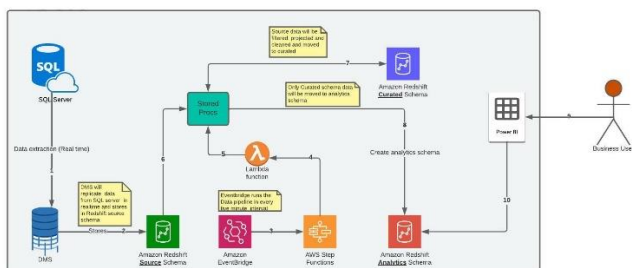 Source data will be
filtered, projected and
cleaned and moved
to curated
7
SQL
SQL Server
Amazon Redshift
Curated Schema
Only Curated schema data
will be moved to analytics
schema
Stored
Procs
Power BI
Business User
Data extraction (Real time)
1
6
5
Lambda
function
4
8
Create analytics schema
DMS will
replicate data
from SQL server in
realtime and stores
in Redshift source
schema
Eventbridge runs the
Data pipeline in every
five minute interval
10
Stores
2
3
DMS
Amazon Redshift
Source Schema
Amazon
EventBridge
AWS Step
Functions
Amazon Redshift
Analytics Schema